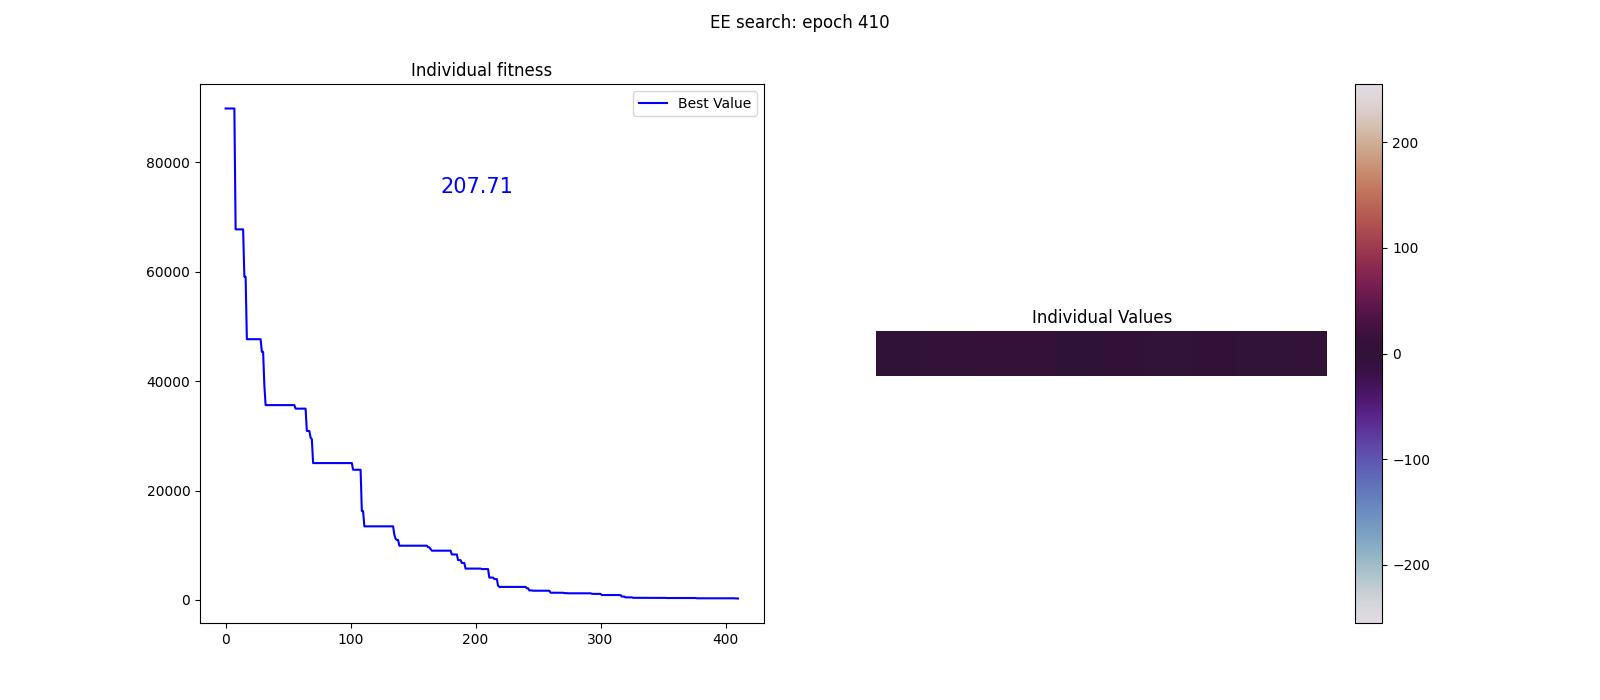 EE search: epoch 410
Individual fitness
Best Value
207.71
80000
60000
40000
20000
0
0 100 200 300 400
Individual Values
200
100
0
−100
−200